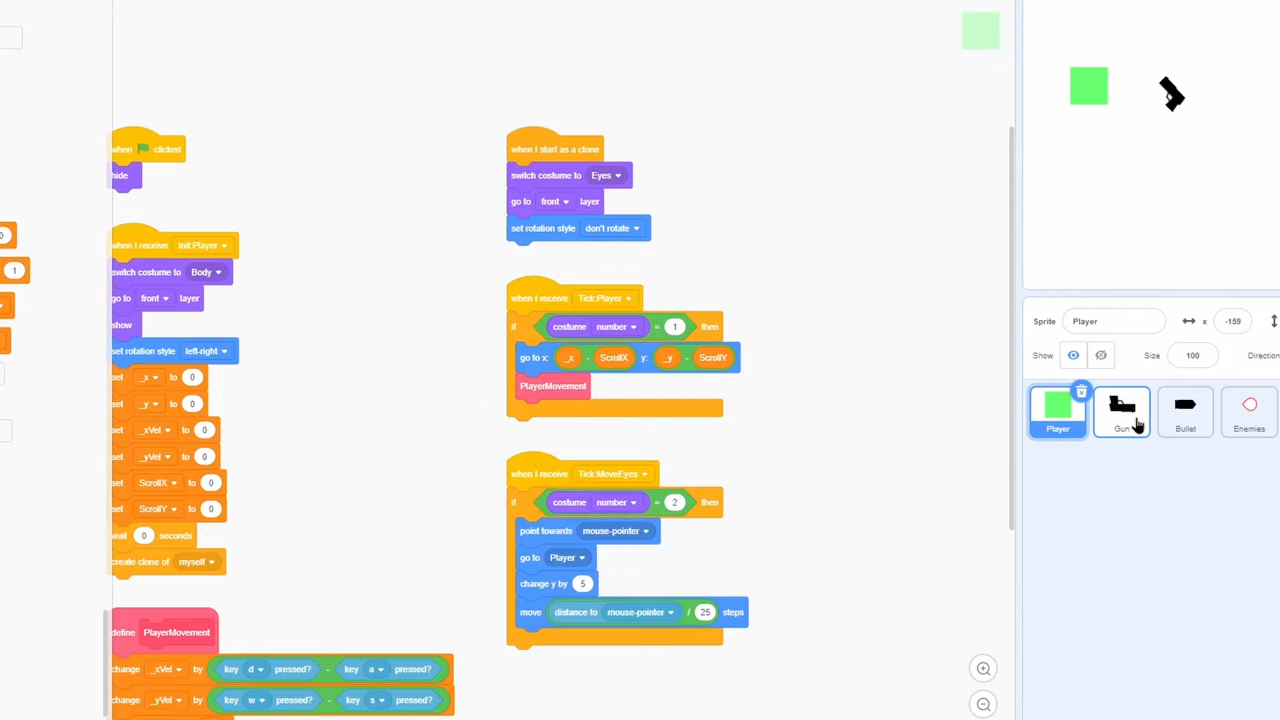 when clicked
hide
when I receive Init:Player
switch costume to Body
go to front layer
show
set rotation style left-right
set _x to 0
set _y to 0
set _xVel to 0
set _yVel to 0
set ScrollX to 0
set ScrollY to 0
wait 0 seconds
create clone of myself
define PlayerMovement
change _xVel by key d pressed? - key a pressed?
change _yVel by key w pressed? - key s pressed?
0
1
when I start as a clone
switch costume to Eyes
go to front layer
set rotation style don't rotate
when I receive Tick:Player
if costume number = 1 then
go to x: _x - ScrollX y: _y - ScrollY
PlayerMovement
when I receive Tick:MoveEyes
if costume number = 2 then
point towards mouse-pointer
go to Player
change y by 5
move distance to mouse-pointer / 25 steps
Sprite Player x -159
Show Size 100 Direction
Player Gun Bullet Enemies